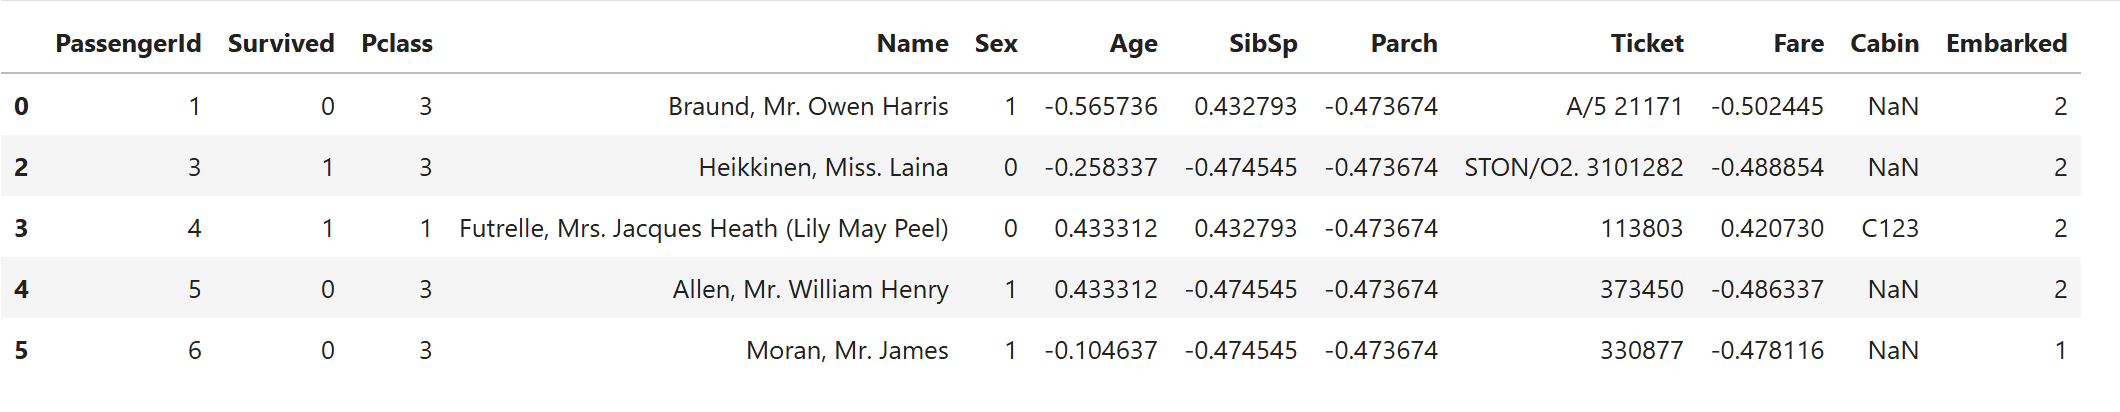 PassengerId Survived Pclass Name Sex Age SibSp Parch Ticket Fare Cabin Embarked
0 1 0 3 Braund, Mr. Owen Harris 1 -0.565736 0.432793 -0.473674 A/5 21171 -0.502445 NaN 2
2 3 1 3 Heikkinen, Miss. Laina 0 -0.258337 -0.474545 -0.473674 STON/O2. 3101282 -0.488854 NaN 2
3 4 1 1 Futrelle, Mrs. Jacques Heath (Lily May Peel) 0 0.433312 0.432793 -0.473674 113803 0.420730 C123 2
4 5 0 3 Allen, Mr. William Henry 1 0.433312 -0.474545 -0.473674 373450 -0.486337 NaN 2
5 6 0 3 Moran, Mr. James 1 -0.104637 -0.474545 -0.473674 330877 -0.478116 NaN 1